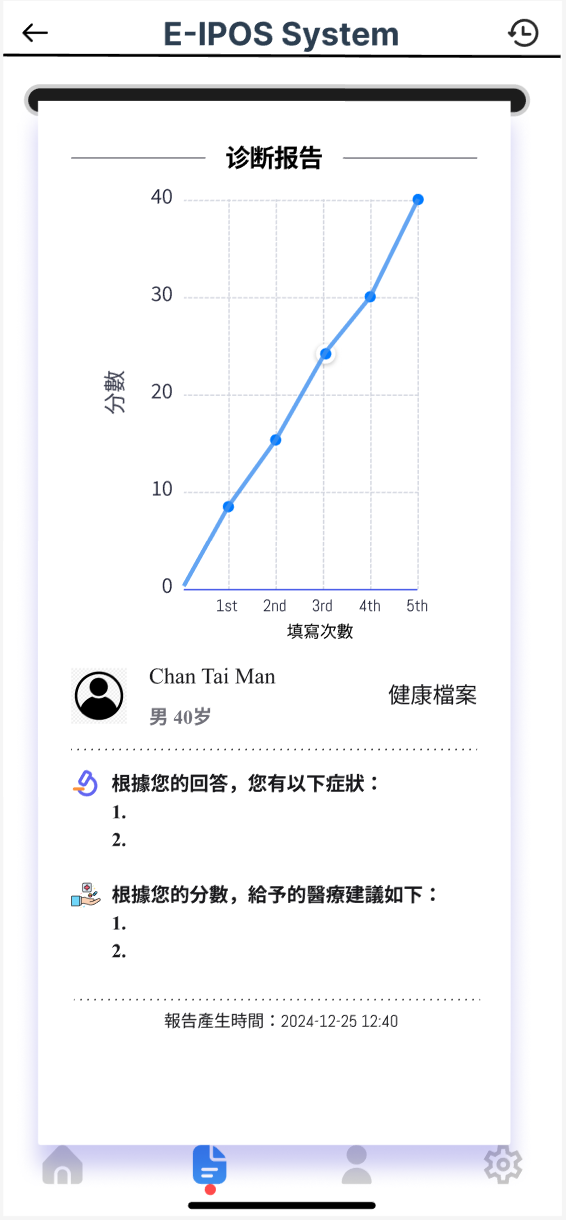 E-IPOS System
诊断报告
40
30
20
10
0
分數
1st 2nd 3rd 4th 5th
填寫次數
Chan Tai Man
男 40岁
健康檔案
根據您的回答，您有以下症狀：
1.
2.
根據您的分數，給予的醫療建議如下：
1.
2.
報告產生時間：2024-12-25 12:40